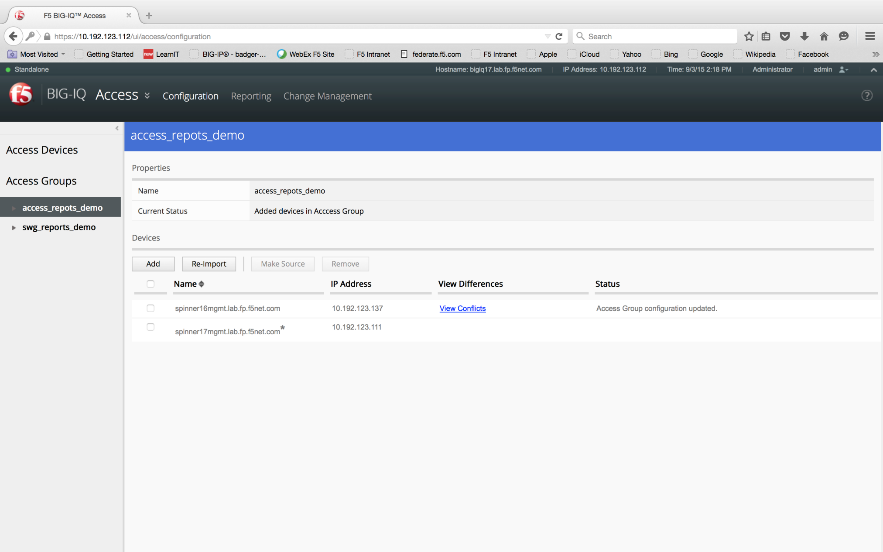 F5 BIG-IQ™ Access
https://10.192.123.112/ui/access/configuration
Search
Most Visited Getting Started LearnIT BIG-IP® - badger-... WebEx F5 Site F5 Intranet federate.f5.com F5 Intranet Apple iCloud Yahoo Bing Google Wikipedia Facebook
Standalone Hostname: bigiq17.lab.fp.f5net.com IP Address: 10.192.123.112 Time: 9/3/15 2:18 PM Administrator admin
f5 BIG-IQ Access Configuration Reporting Change Management
access_repots_demo
Access Devices
Access Groups
access_repots_demo
swg_reports_demo
Properties
Name access_repots_demo
Current Status Added devices in Acccess Group
Devices
Add Re-Import Make Source Remove
Name IP Address View Differences Status
spinner16mgmt.lab.fp.f5net.com 10.192.123.137 View Conflicts Access Group configuration updated.
spinner17mgmt.lab.fp.f5net.com* 10.192.123.111